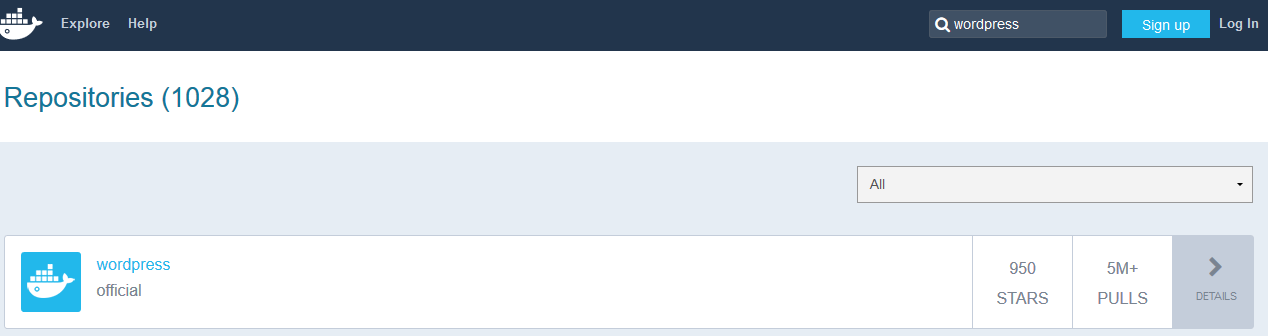 Explore Help wordpress Sign up Log In
Repositories (1028)
All
wordpress
official
950
STARS
5M+
PULLS
DETAILS